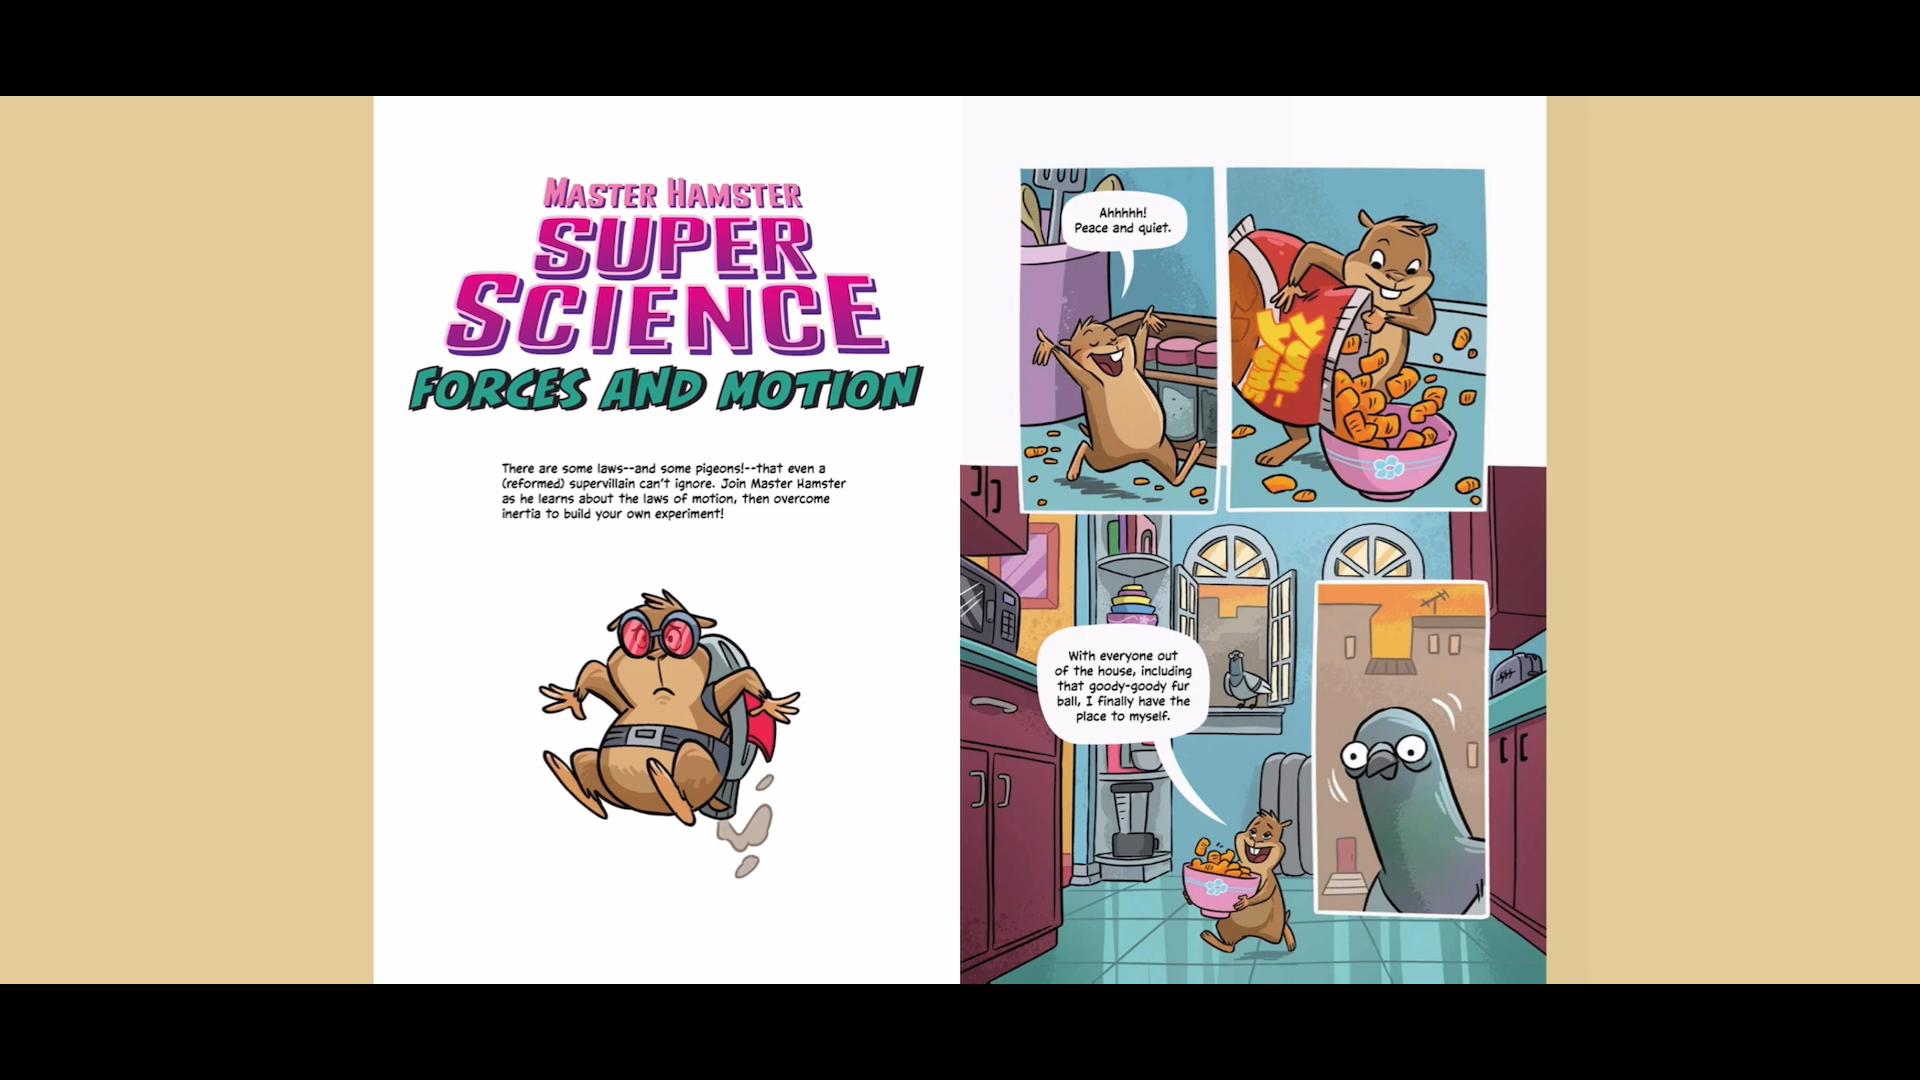 MASTER HAMSTER
SUPER
SCIENCE
FORCES AND MOTION
There are some laws--and some pigeons!--that even a
(reformed) supervillain can't ignore. Join Master Hamster
as he learns about the laws of motion, then overcome
inertia to build your own experiment!
Ahhhhh!
Peace and quiet.
With everyone out
of the house, including
that goody-goody fur
ball, I finally have the
place to myself.